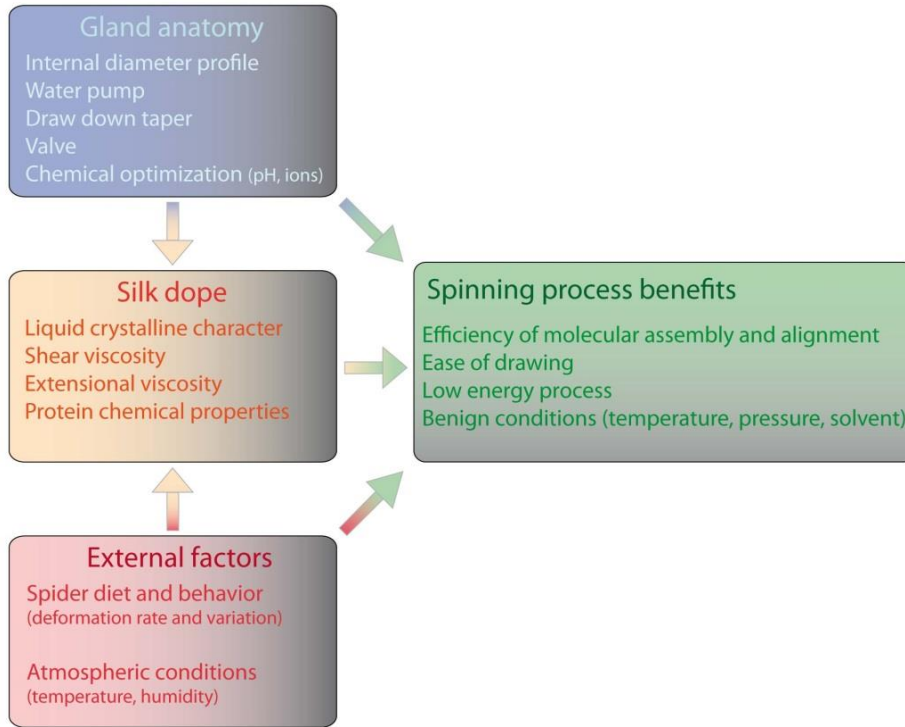 Gland anatomy
Internal diameter profile
Water pump
Draw down taper
Valve
Chemical optimization (pH, ions)
Silk dope
Liquid crystalline character
Shear viscosity
Extensional viscosity
Protein chemical properties
Spinning process benefits
Efficiency of molecular assembly and alignment
Ease of drawing
Low energy process
Benign conditions (temperature, pressure, solvent)
External factors
Spider diet and behavior
(deformation rate and variation)
Atmospheric conditions
(temperature, humidity)